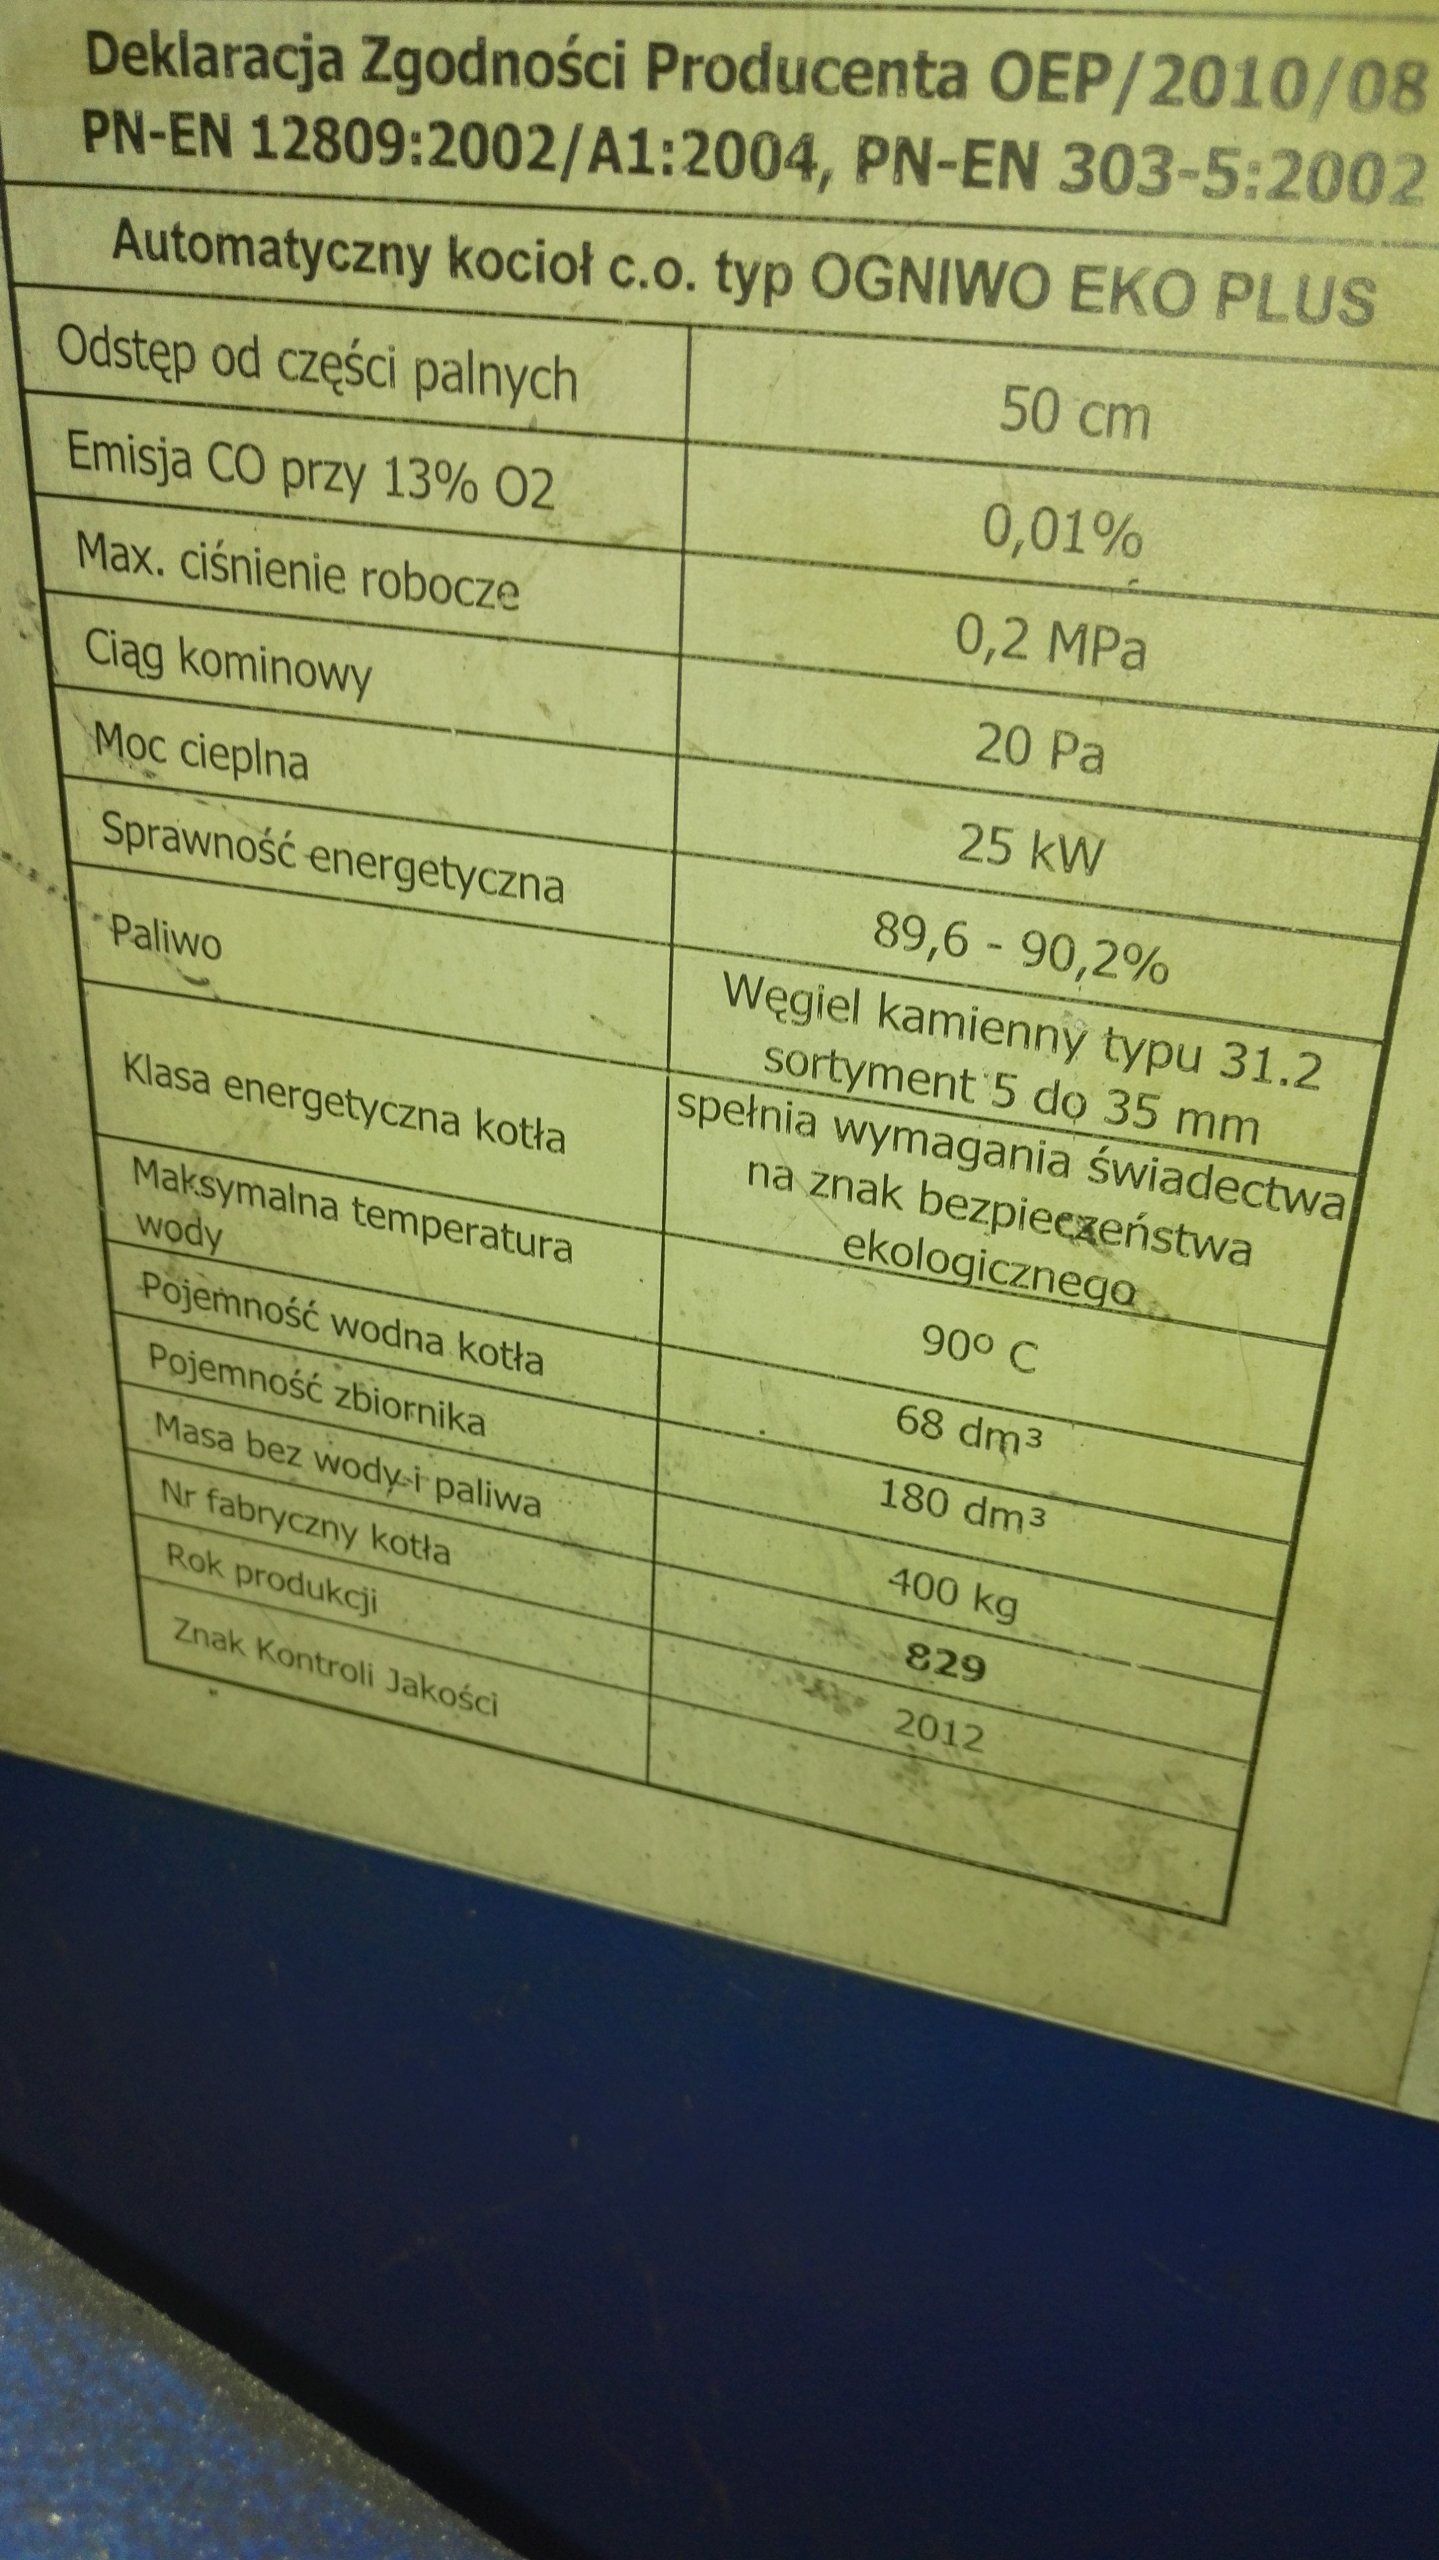 Deklaracja Zgodności Producenta OEP/2010/08
PN-EN 12809:2002/A1:2004, PN-EN 303-5:2002
Automatyczny kocioł c.o. typ OGNIWO EKO PLUS
Odstęp od części palnych 50 cm
Emisja CO przy 13% O2 0,01%
Max. ciśnienie robocze 0,2 MPa
Ciąg kominowy 20 Pa
Moc cieplna 25 kW
Sprawność energetyczna 89,6 - 90,2%
Paliwo Węgiel kamienny typu 31.2
sortyment 5 do 35 mm
Klasa energetyczna kotła spełnia wymagania świadectwa
na znak bezpieczeństwa
ekologicznego
Maksymalna temperatura
wody 90º C
Pojemność wodna kotła 68 dm³
Pojemność zbiornika 180 dm³
Masa bez wody i paliwa 400 kg
Nr fabryczny kotła 829
Rok produkcji 2012
Znak Kontroli Jakości